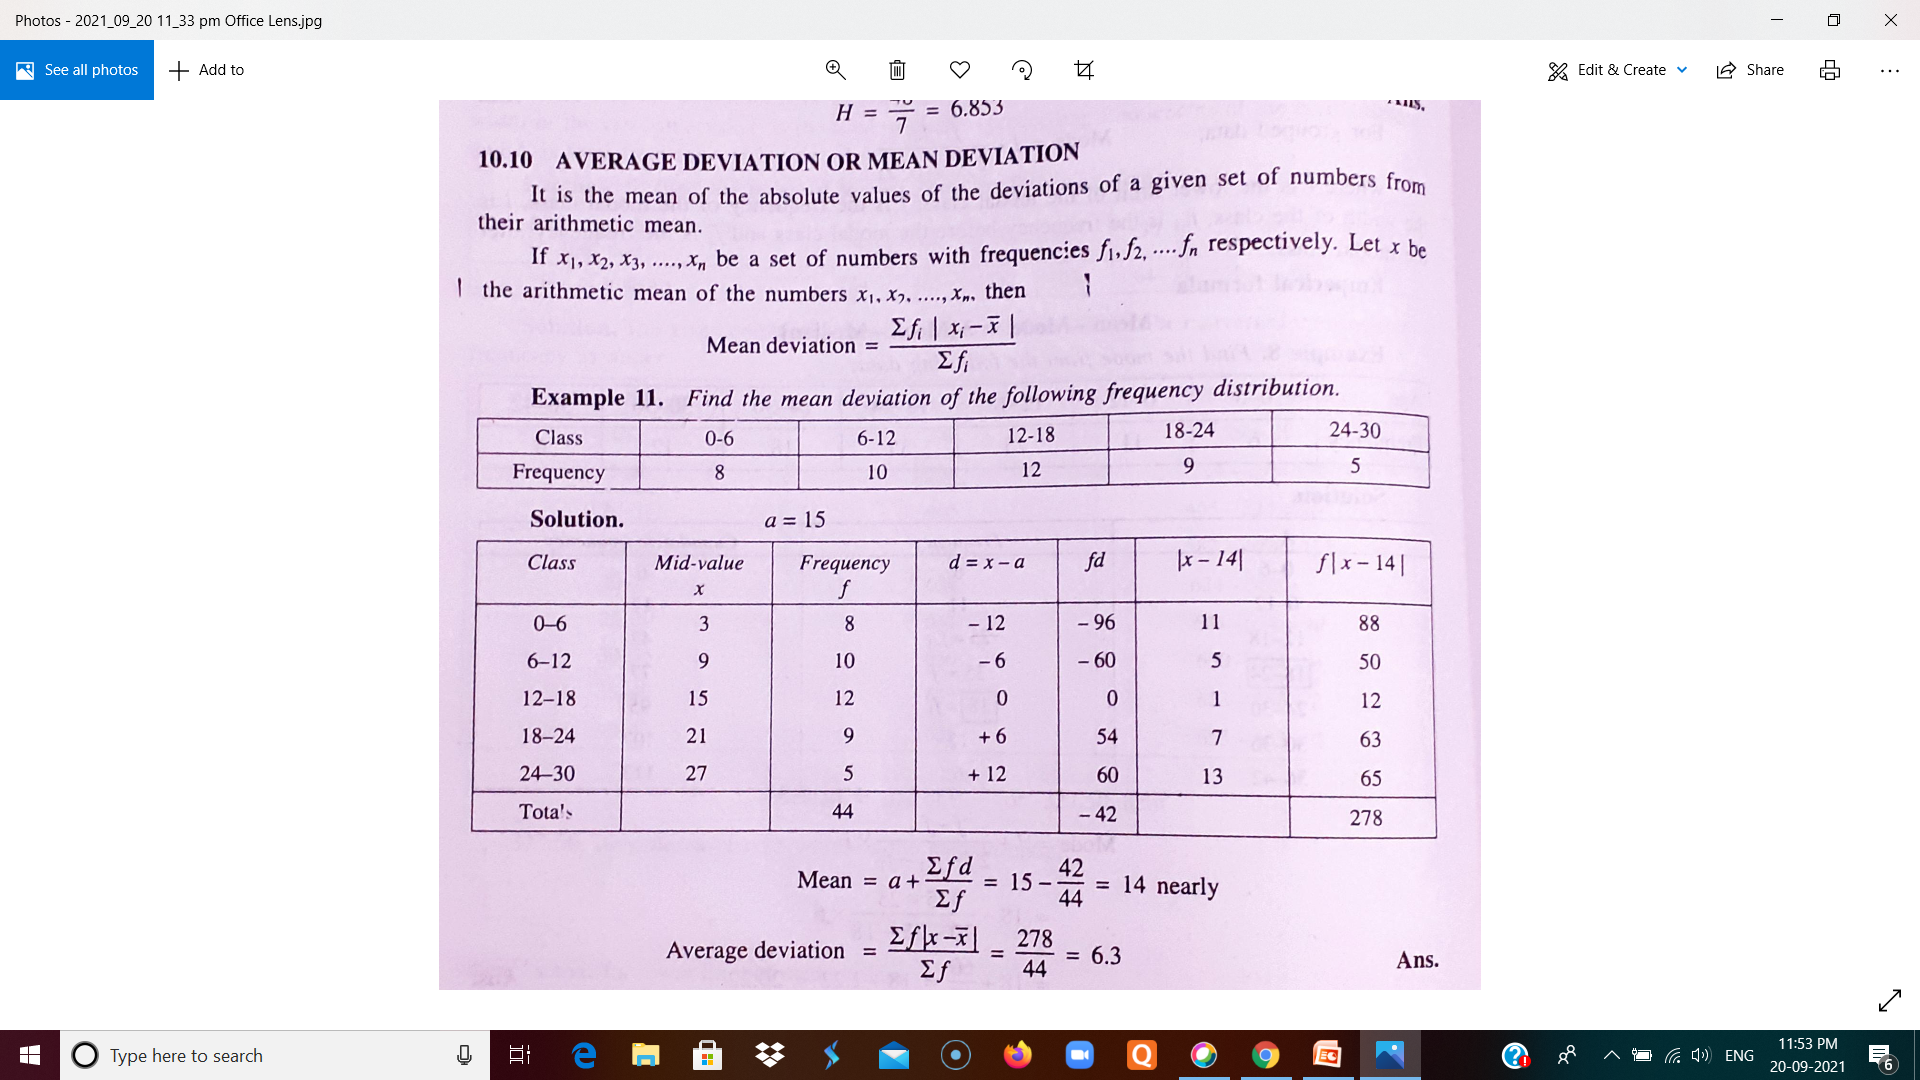 Photos - 2021_09_20 11_33 pm Office Lens.jpg
See all photos
Add to
Edit & Create
Share
H = /7 = 6.853
Ans.
10.10 AVERAGE DEVIATION OR MEAN DEVIATION
It is the mean of the absolute values of the deviations of a given set of numbers from
their arithmetic mean.
If x₁, x₂, x₃, ...., xₙ be a set of numbers with frequencies f₁, f₂, ....fₙ respectively. Let x be
the arithmetic mean of the numbers x₁, x₂, ...., xₙ, then
Mean deviation = Σfᵢ | xᵢ – x̅ | / Σfᵢ
Example 11. Find the mean deviation of the following frequency distribution.
Class 0-6 6-12 12-18 18-24 24-30
Frequency 8 10 12 9 5
Solution. a = 15
Class Mid-value x Frequency f d = x – a fd |x – 14| f|x – 14|
0–6 3 8 – 12 – 96 11 88
6–12 9 10 – 6 – 60 5 50
12–18 15 12 0 0 1 12
18–24 21 9 + 6 54 7 63
24–30 27 5 + 12 60 13 65
Totals 44 – 42 278
Mean = a + Σfd / Σf = 15 – 42/44 = 14 nearly
Average deviation = Σf|x – x̅| / Σf = 278/44 = 6.3 Ans.
Type here to search
ENG
11:53 PM
20-09-2021
6